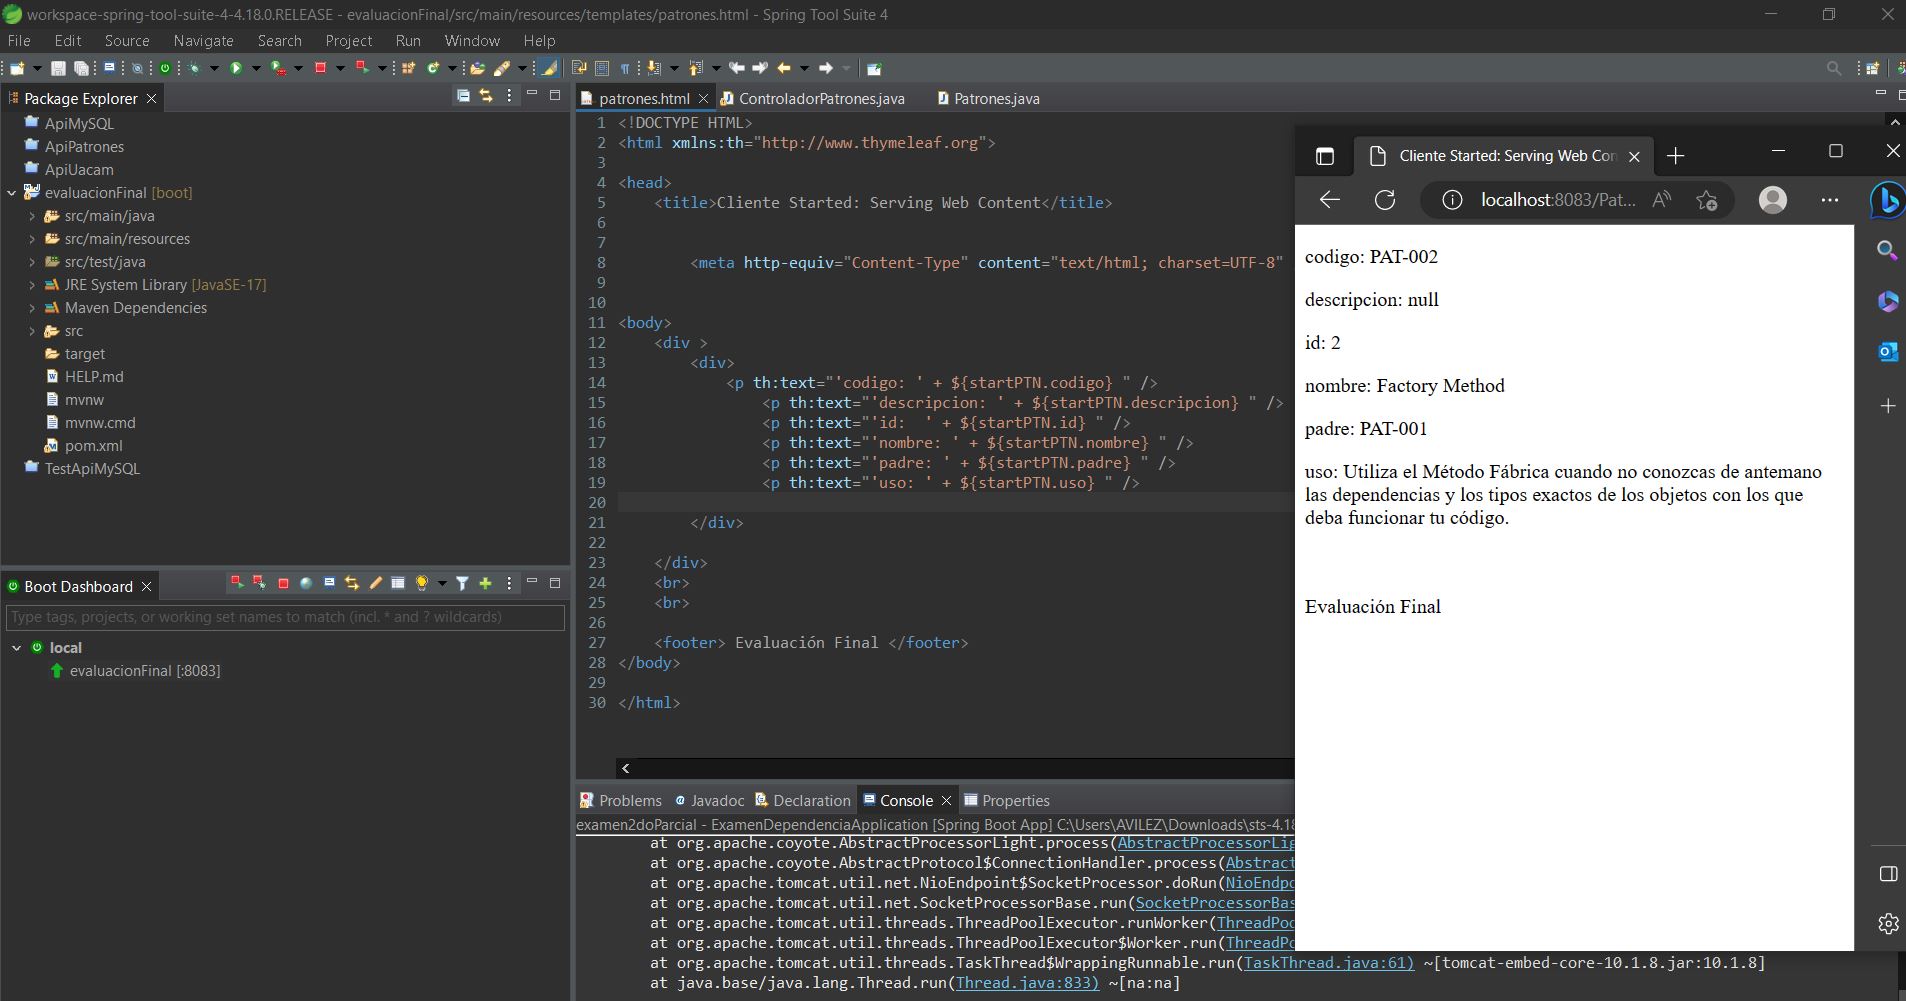 workspace-spring-tool-suite-4-4.18.0.RELEASE - evaluacionFinal/src/main/resources/templates/patrones.html - Spring Tool Suite 4
File Edit Source Navigate Search Project Run Window Help
Package Explorer
ApiMySQL
ApiPatrones
ApiUacam
evaluacionFinal [boot]
src/main/java
src/main/resources
src/test/java
JRE System Library [JavaSE-17]
Maven Dependencies
src
target
HELP.md
mvnw
mvnw.cmd
pom.xml
TestApiMySQL
Boot Dashboard
Type tags, projects, or working set names to match (incl. * and ? wildcards)
local
evaluacionFinal [:8083]
patrones.html ControladorPatrones.java Patrones.java
1 <!DOCTYPE HTML>
2 <html xmlns:th="http://www.thymeleaf.org">
3
4 <head>
5 <title>Cliente Started: Serving Web Content</title>
6
7
8 <meta http-equiv="Content-Type" content="text/html; charset=UTF-8"
9
10
11 <body>
12 <div >
13 <div>
14 <p th:text="'codigo: ' + ${startPTN.codigo} " />
15 <p th:text="'descripcion: ' + ${startPTN.descripcion} " />
16 <p th:text="'id:  ' + ${startPTN.id} " />
17 <p th:text="'nombre: ' + ${startPTN.nombre} " />
18 <p th:text="'padre: ' + ${startPTN.padre} " />
19 <p th:text="'uso: ' + ${startPTN.uso} " />
20
21 </div>
22
23 </div>
24 <br>
25 <br>
26
27 <footer> Evaluación Final </footer>
28 </body>
29
30 </html>
Problems Javadoc Declaration Console Properties
examen2doParcial - ExamenDependenciaApplication [Spring Boot App] C:\Users\AVILEZ\Downloads\sts-4.18
at org.apache.coyote.AbstractProcessorLight.process(AbstractProcessorLig
at org.apache.coyote.AbstractProtocol$ConnectionHandler.process(Abstract
at org.apache.tomcat.util.net.NioEndpoint$SocketProcessor.doRun(NioEndpo
at org.apache.tomcat.util.net.SocketProcessorBase.run(SocketProcessorBas
at org.apache.tomcat.util.threads.ThreadPoolExecutor.runWorker(ThreadPoo
at org.apache.tomcat.util.threads.ThreadPoolExecutor$Worker.run(ThreadPo
at org.apache.tomcat.util.threads.TaskThread$WrappingRunnable.run(TaskThread.java:61) ~[tomcat-embed-core-10.1.8.jar:10.1.8]
at java.base/java.lang.Thread.run(Thread.java:833) ~[na:na]
Cliente Started: Serving Web Con
localhost:8083/Pat...
codigo: PAT-002
descripcion: null
id: 2
nombre: Factory Method
padre: PAT-001
uso: Utiliza el Método Fábrica cuando no conozcas de antemano
las dependencias y los tipos exactos de los objetos con los que
deba funcionar tu código.
Evaluación Final